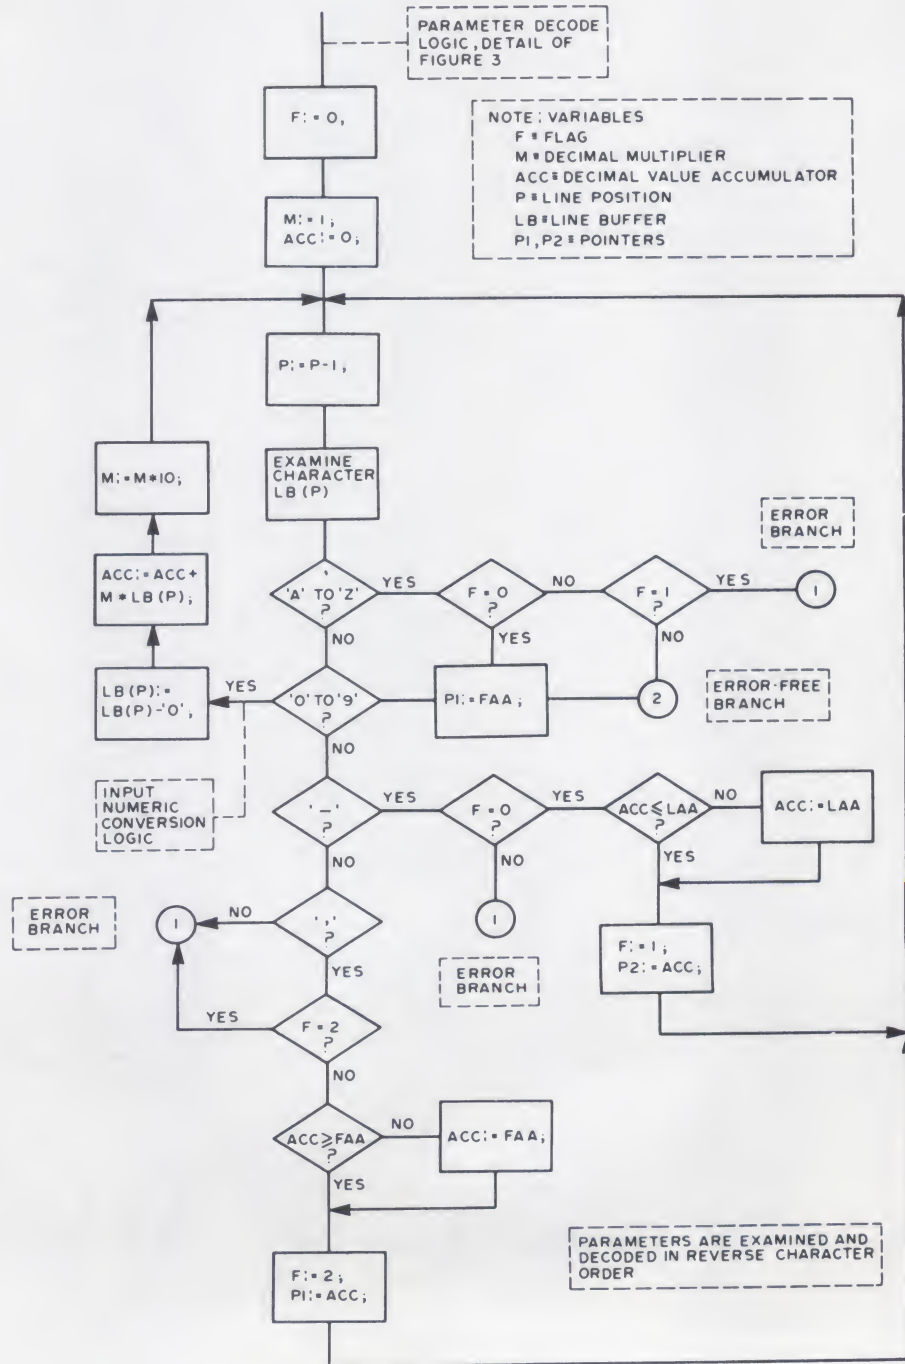 PARAMETER DECODE
LOGIC, DETAIL OF
FIGURE 3
F:=0,
NOTE: VARIABLES
F≡FLAG
M≡DECIMAL MULTIPLIER
ACC≡DECIMAL VALUE ACCUMULATOR
P≡LINE POSITION
LB≡LINE BUFFER
P1,P2≡POINTERS
M:=1;
ACC:=0;
P:=P-1;
EXAMINE
CHARACTER
LB(P)
M:=M*10;
ACC:=ACC+
M*LB(P);
LB(P):=
LB(P)-'0',
ERROR
BRANCH
'A' TO 'Z'
?
YES
NO
F=0
?
NO
YES
F=1
?
YES
NO
1
'0' TO '9'
?
YES
NO
P1:=FAA;
2
ERROR-FREE
BRANCH
INPUT
NUMERIC
CONVERSION
LOGIC
'—'
?
YES
NO
F=0
?
YES
NO
ACC≤LAA
?
NO
YES
ACC:=LAA
1
ERROR
BRANCH
F:=1;
P2:=ACC;
ERROR
BRANCH
1
NO
?
YES
F=2
?
YES
NO
ACC≥FAA
?
NO
YES
ACC:=FAA;
F:=2;
P1:=ACC;
PARAMETERS ARE EXAMINED AND
DECODED IN REVERSE CHARACTER
ORDER